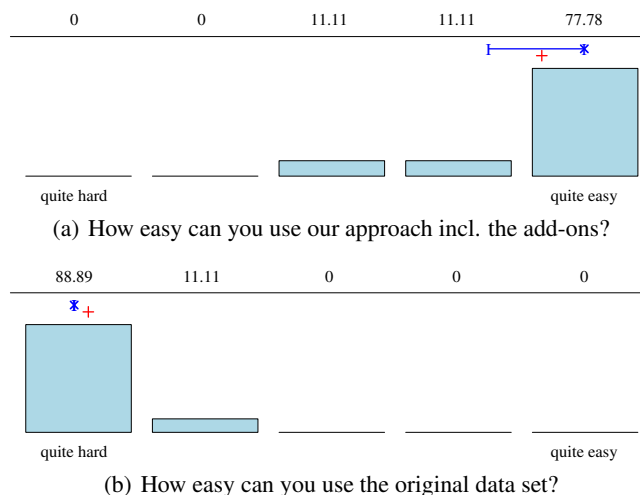 0 0 11.11 11.11 77.78
quite hard quite easy
(a) How easy can you use our approach incl. the add-ons?
88.89 11.11 0 0 0
quite hard quite easy
(b) How easy can you use the original data set?